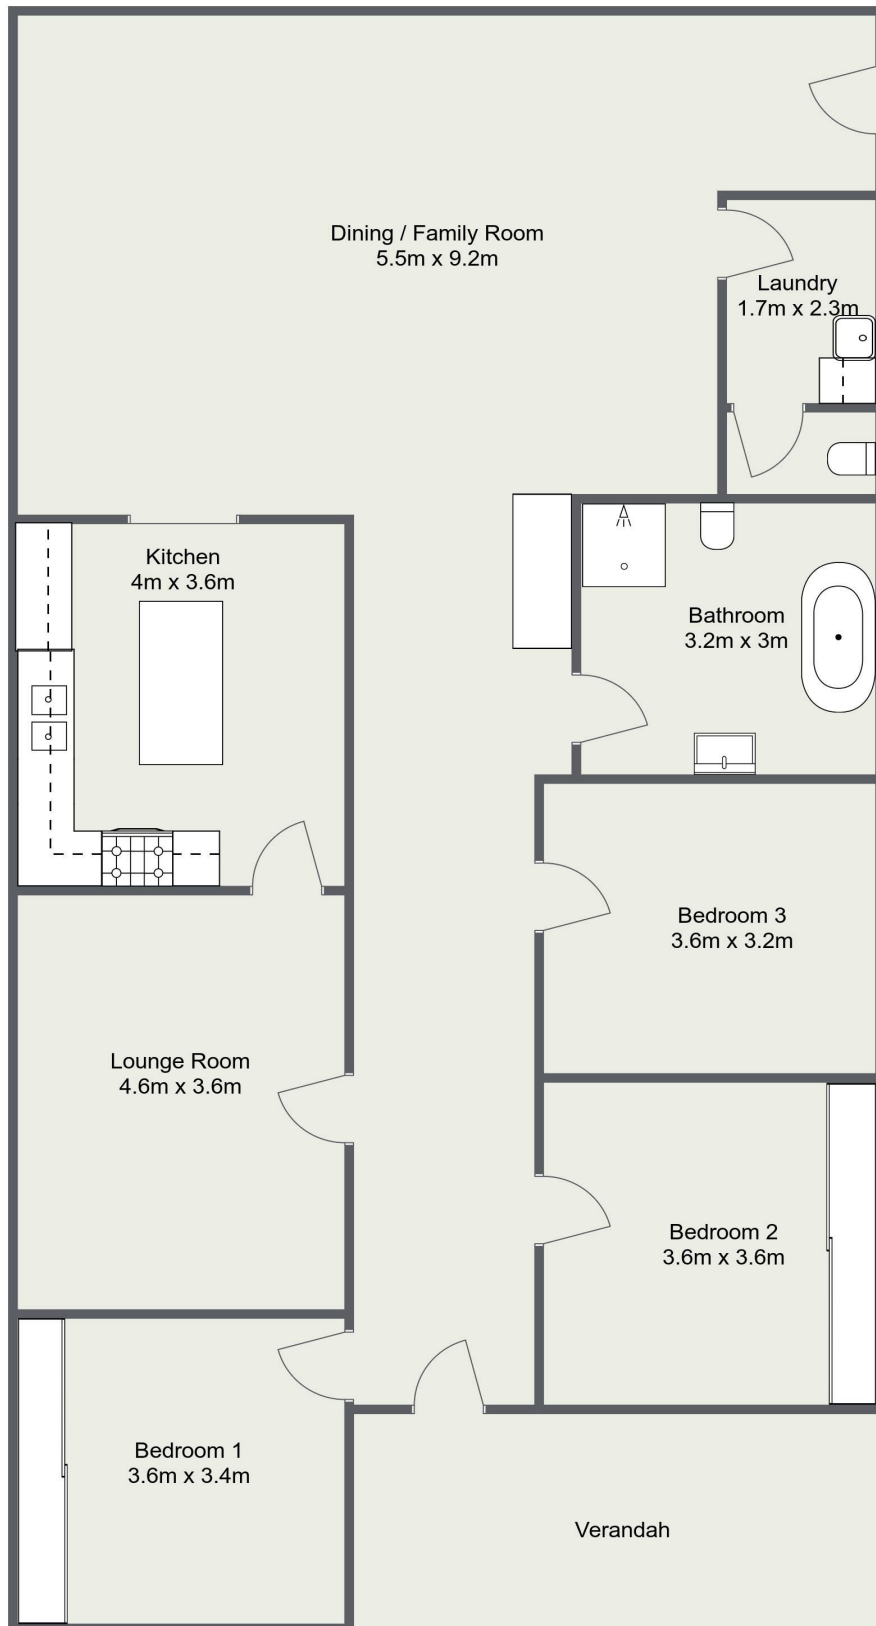 Dining / Family Room
5.5m x 9.2m
Laundry
1.7m x 2.3m
Kitchen
4m x 3.6m
Bathroom
3.2m x 3m
Bedroom 3
3.6m x 3.2m
Lounge Room
4.6m x 3.6m
Bedroom 2
3.6m x 3.6m
Bedroom 1
3.6m x 3.4m
Verandah